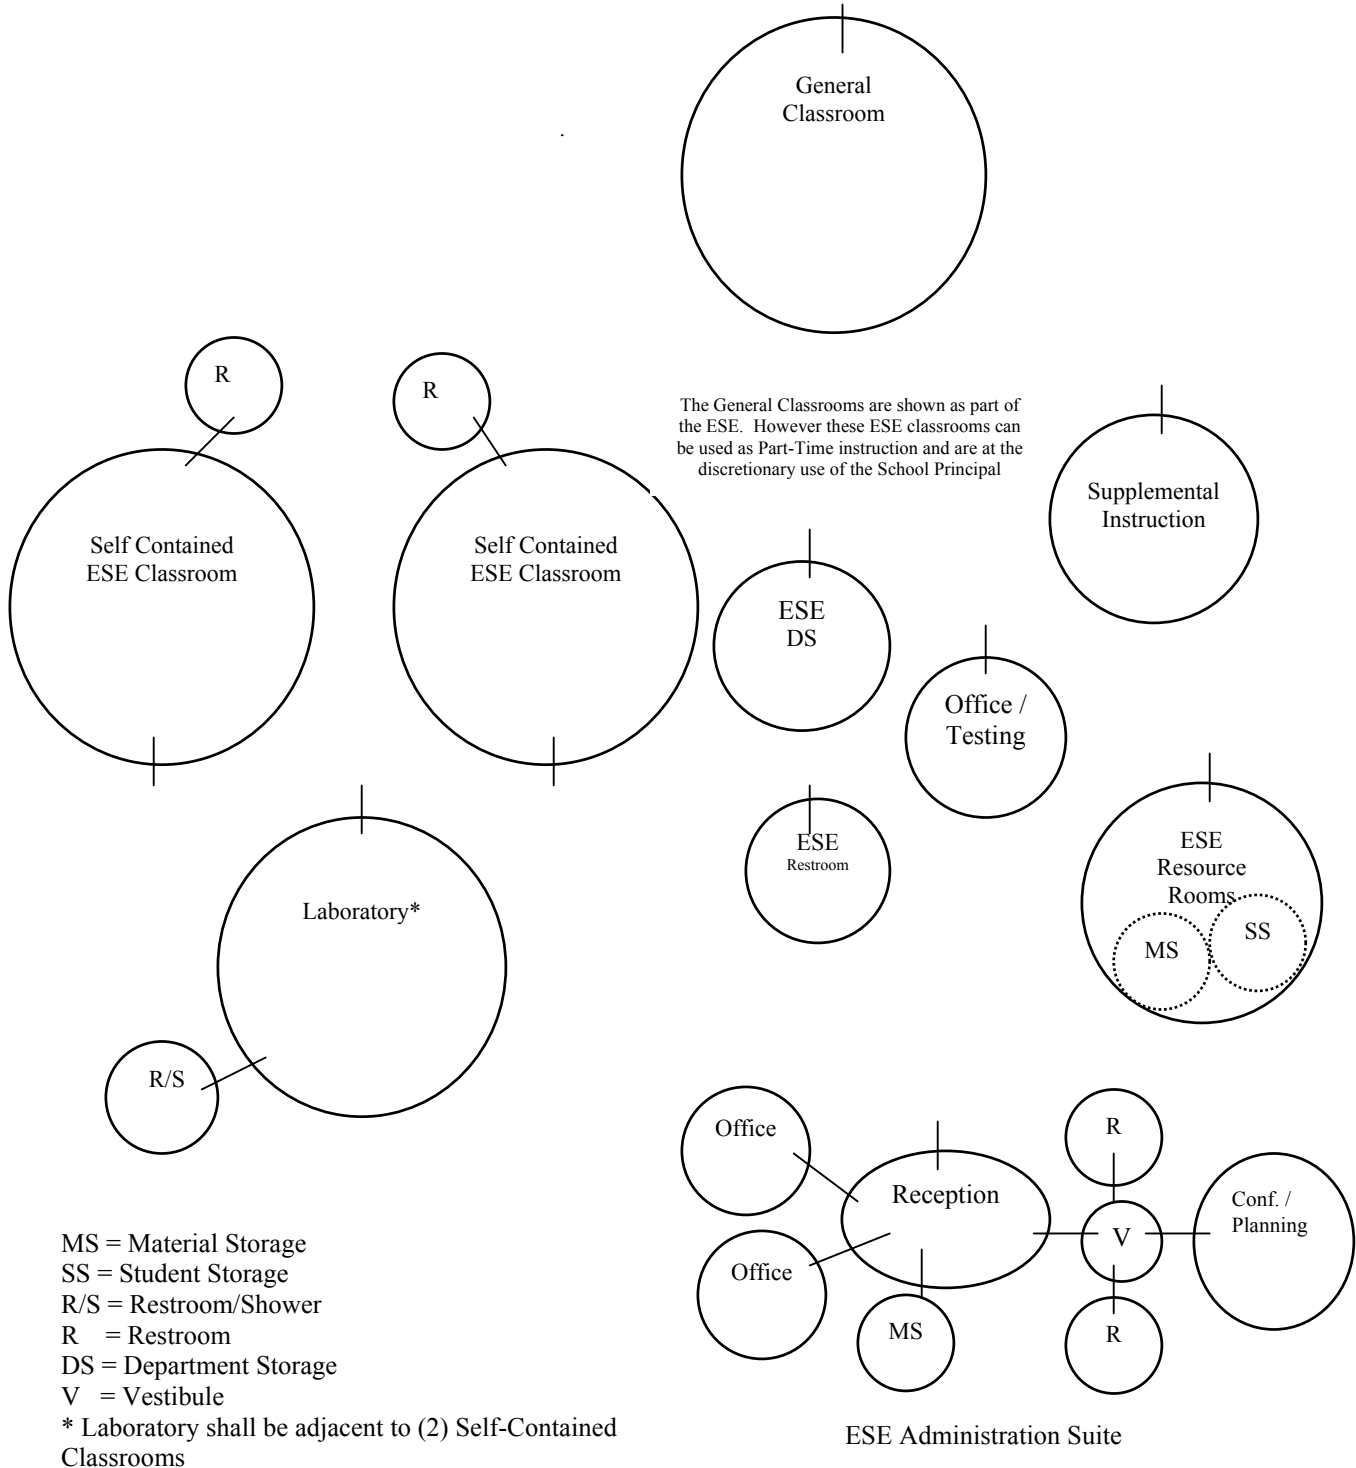 General
Classroom
R
R
The General Classrooms are shown as part of
the ESE.  However these ESE classrooms can
be used as Part-Time instruction and are at the
discretionary use of the School Principal
Supplemental
Instruction
Self Contained
ESE Classroom
Self Contained
ESE Classroom
ESE
DS
Office /
Testing
ESE
Restroom
ESE
Resource
Rooms
MS
SS
Laboratory*
R/S
Office
Reception
R
Conf. /
Planning
V
Office
MS
R
MS = Material Storage
SS = Student Storage
R/S = Restroom/Shower
R    = Restroom
DS = Department Storage
V   = Vestibule
* Laboratory shall be adjacent to (2) Self-Contained
Classrooms
ESE Administration Suite